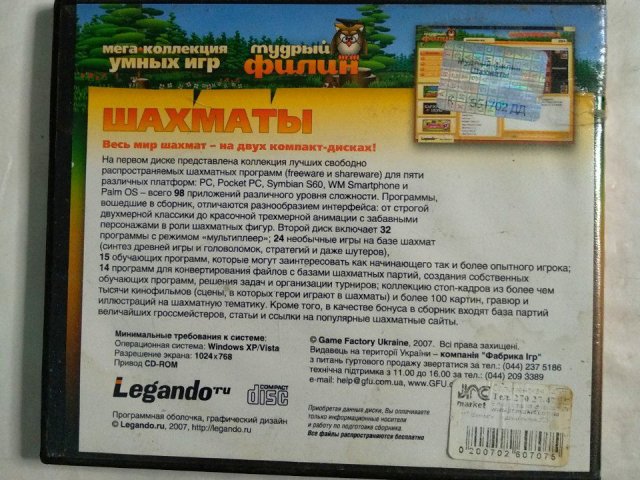 мега-коллекция
умных игр
мудрый
филин
ШАХМАТЫ
Весь мир шахмат – на двух компакт-дисках!
На первом диске представлена коллекция лучших свободно
распространяемых шахматных программ (freeware и shareware) для пяти
различных платформ: PC, Pocket PC, Symbian S60, WM Smartphone и
Palm OS – всего 98 приложений различного уровня сложности. Программы,
вошедшие в сборник, отличаются разнообразием интерфейса: от строгой
двухмерной классики до красочной трехмерной анимации с забавными
персонажами в роли шахматных фигур. Второй диск включает 32
программы с режимом «мультиплеер»; 24 необычные игры на базе шахмат
(синтез древней игры и головоломок, стратегий и даже шутеров),
15 обучающих программ, которые могут заинтересовать как начинающего так и более опытного игрока;
14 программ для конвертирования файлов с базами шахматных партий, создания собственных
обучающих программ, решения задач и организации турниров; коллекцию стоп-кадров из более чем
тысячи кинофильмов (сцены, в которых герои играют в шахматы) и более 100 картин, гравюр и
иллюстраций на шахматную тематику. Кроме того, в качестве бонуса в сборник входят база партий
величайших гроссмейстеров, статьи и ссылки на популярные шахматные сайты.
Минимальные требования к системе:
Операционная система: Windows XP/Vista
Разрешение экрана: 1024x768
Привод CD-ROM
© Game Factory Ukraine, 2007. Всі права захищені.
Видавець на території України – компанія "Фабрика Ігр"
з питань гуртового продажу звертатися за тел.: (044) 237 5186
технічна підтримка з 11.00 до 16.00 за тел.: (044) 209 3389
e-mail: help@gfu.com.ua, WWW.GFU.
Legando.ru
COMPACT
disc
Программная оболочка, графический дизайн
© Legando.ru, 2007, http://legando.ru
Приобретая данные диски, Вы оплачиваете
только информационные носители
и работу по подготовке сборника.
Все файлы распространяются бесплатно
market
0200702607075